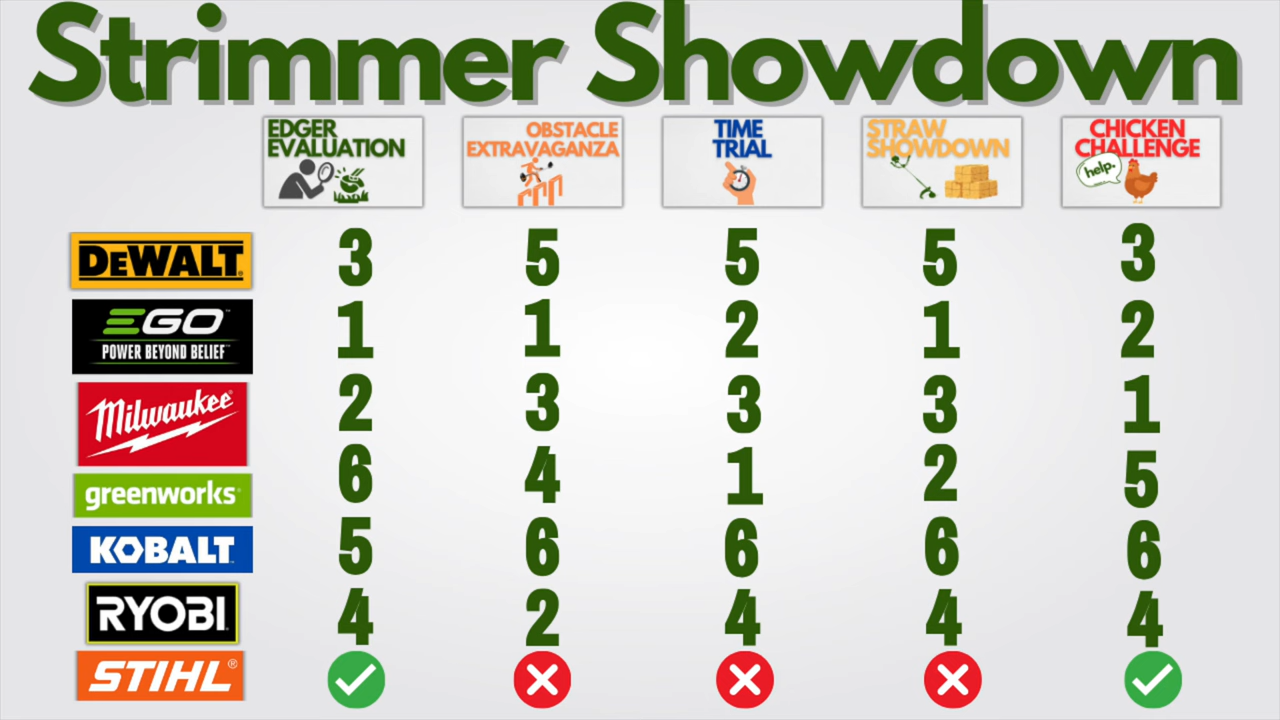 Strimmer Showdown
EDGER
EVALUATION
OBSTACLE
EXTRAVAGANZA
TIME
TRIAL
STRAW
SHOWDOWN
CHICKEN
CHALLENGE
help.
DEWALT 3 5 5 5 3
EGO™
POWER BEYOND BELIEF™ 1 1 2 1 2
Milwaukee® 2 3 3 3 1
greenworks 6 4 1 2 5
KOBALT 5 6 6 6 6
RYOBI 4 2 4 4 4
STIHL®